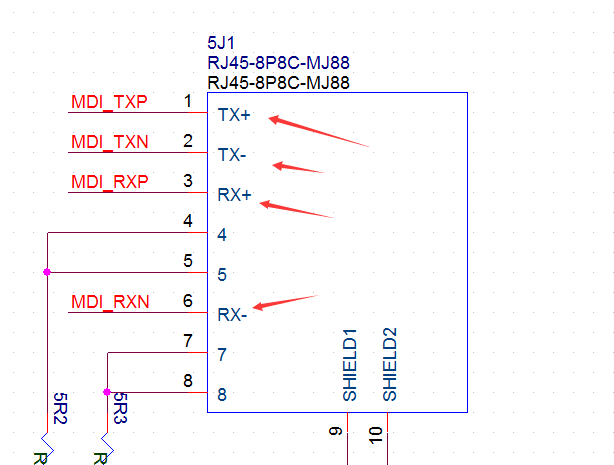 5J1
RJ45-8P8C-MJ88
RJ45-8P8C-MJ88
MDI_TXP 1 TX+
MDI_TXN 2 TX-
MDI_RXP 3 RX+
4 4
5 5
MDI_RXN 6 RX-
7 7
8 8
SHIELD1
SHIELD2
5R2
5R3
9
10
R
R